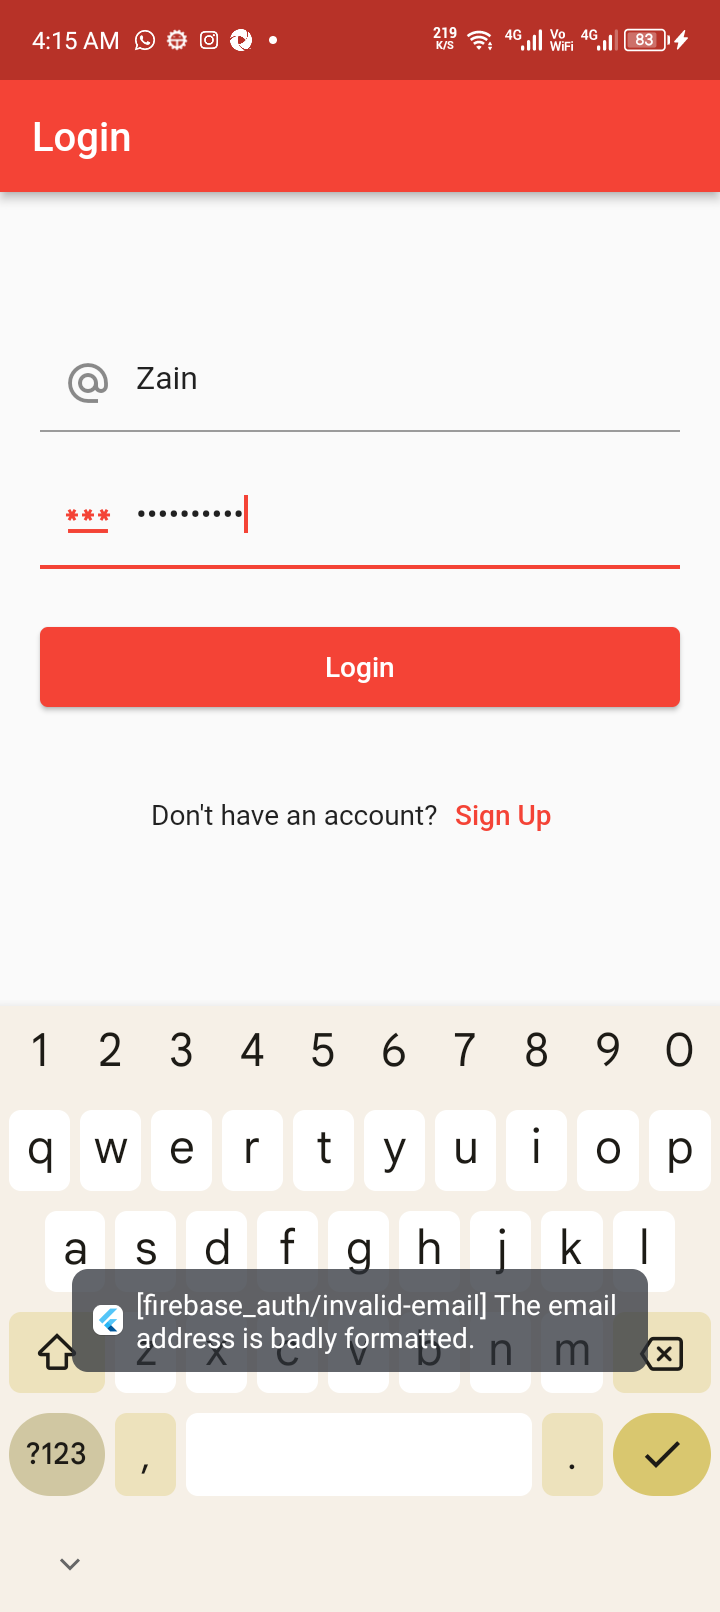 4:15 AM 219 K/S 4G Vo WiFi 4G 83
Login
Zain
***
••••••••••
Login
Don't have an account? Sign Up
1 2 3 4 5 6 7 8 9 0
q w e r t y u i o p
a s d f g h j k l
[firebase_auth/invalid-email] The email
address is badly formatted.
z x c v b n m
?123 , .